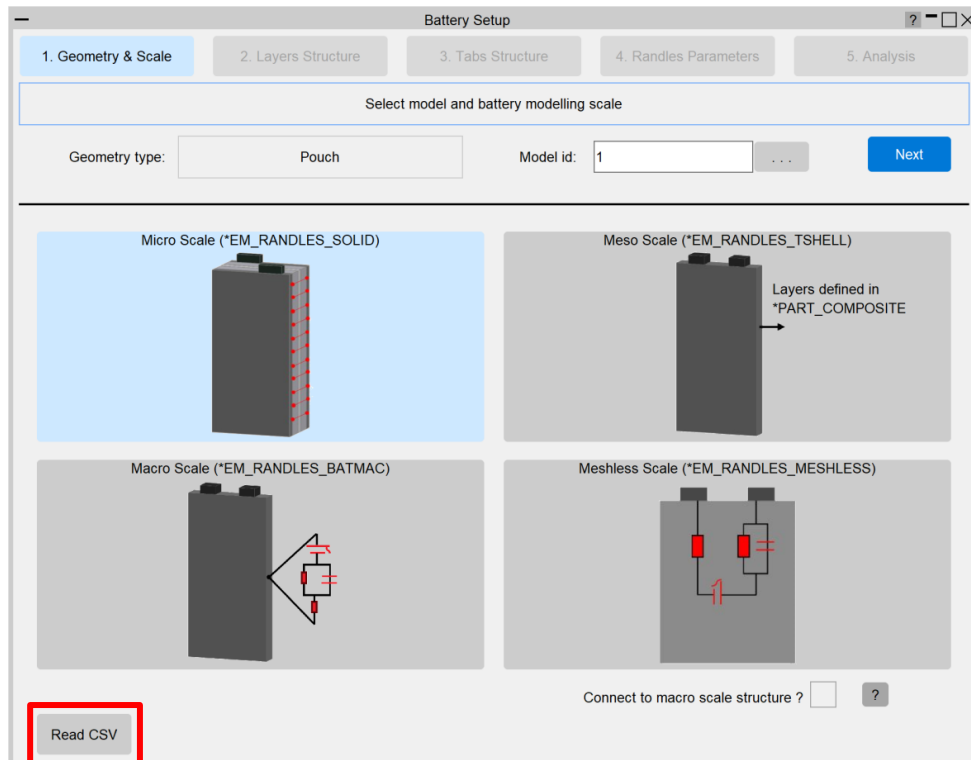 Battery Setup
?
1. Geometry & Scale
2. Layers Structure
3. Tabs Structure
4. Randles Parameters
5. Analysis
Select model and battery modelling scale
Geometry type:
Pouch
Model id:
1
...
Next
Micro Scale (*EM_RANDLES_SOLID)
Meso Scale (*EM_RANDLES_TSHELL)
Layers defined in
*PART_COMPOSITE
Macro Scale (*EM_RANDLES_BATMAC)
Meshless Scale (*EM_RANDLES_MESHLESS)
Connect to macro scale structure ?
?
Read CSV